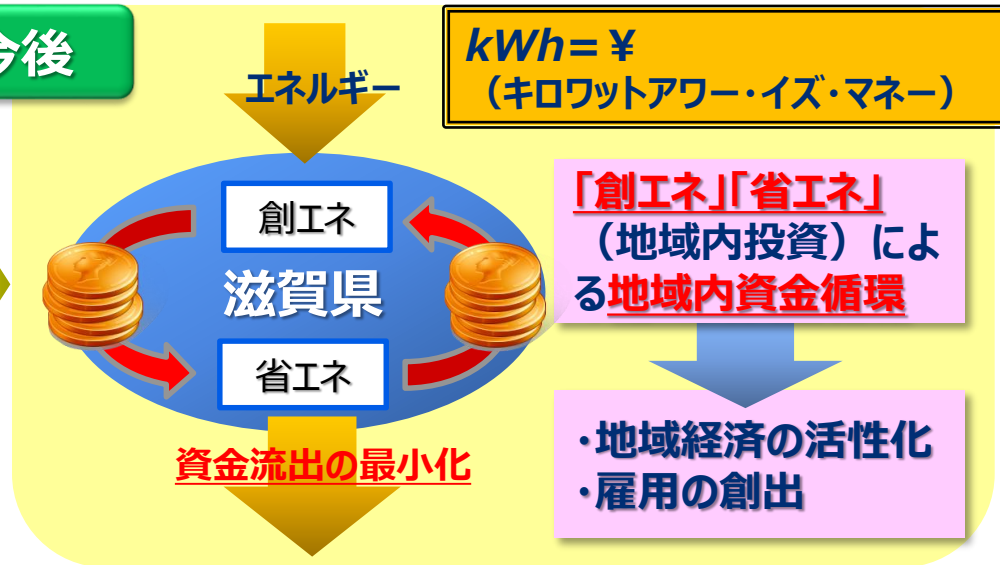 今後
エネルギー
kWh=¥
（キロワットアワー・イズ・マネー）
創エネ
滋賀県
省エネ
資金流出の最小化
「創エネ」「省エネ」
（地域内投資）によ
る地域内資金循環
・地域経済の活性化
・雇用の創出